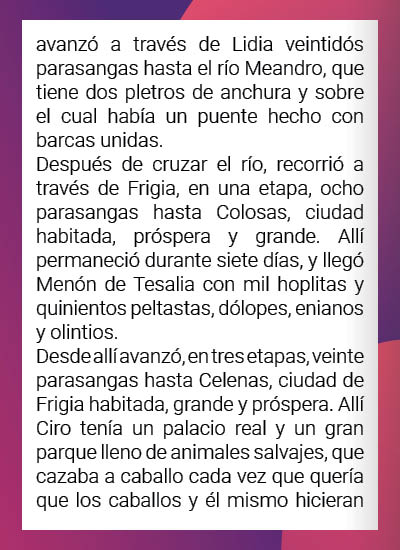 avanzó a través de Lidia veintidós
parasangas hasta el río Meandro, que
tiene dos pletros de anchura y sobre
el cual había un puente hecho con
barcas unidas.
Después de cruzar el río, recorrió a
través de Frigia, en una etapa, ocho
parasangas hasta Colosas, ciudad
habitada, próspera y grande. Allí
permaneció durante siete días, y llegó
Menón de Tesalia con mil hoplitas y
quinientos peltastas, dólopes, enianos
y olintios.
Desde allí avanzó, en tres etapas, veinte
parasangas hasta Celenas, ciudad de
Frigia habitada, grande y próspera. Allí
Ciro tenía un palacio real y un gran
parque lleno de animales salvajes, que
cazaba a caballo cada vez que quería
que los caballos y él mismo hicieran